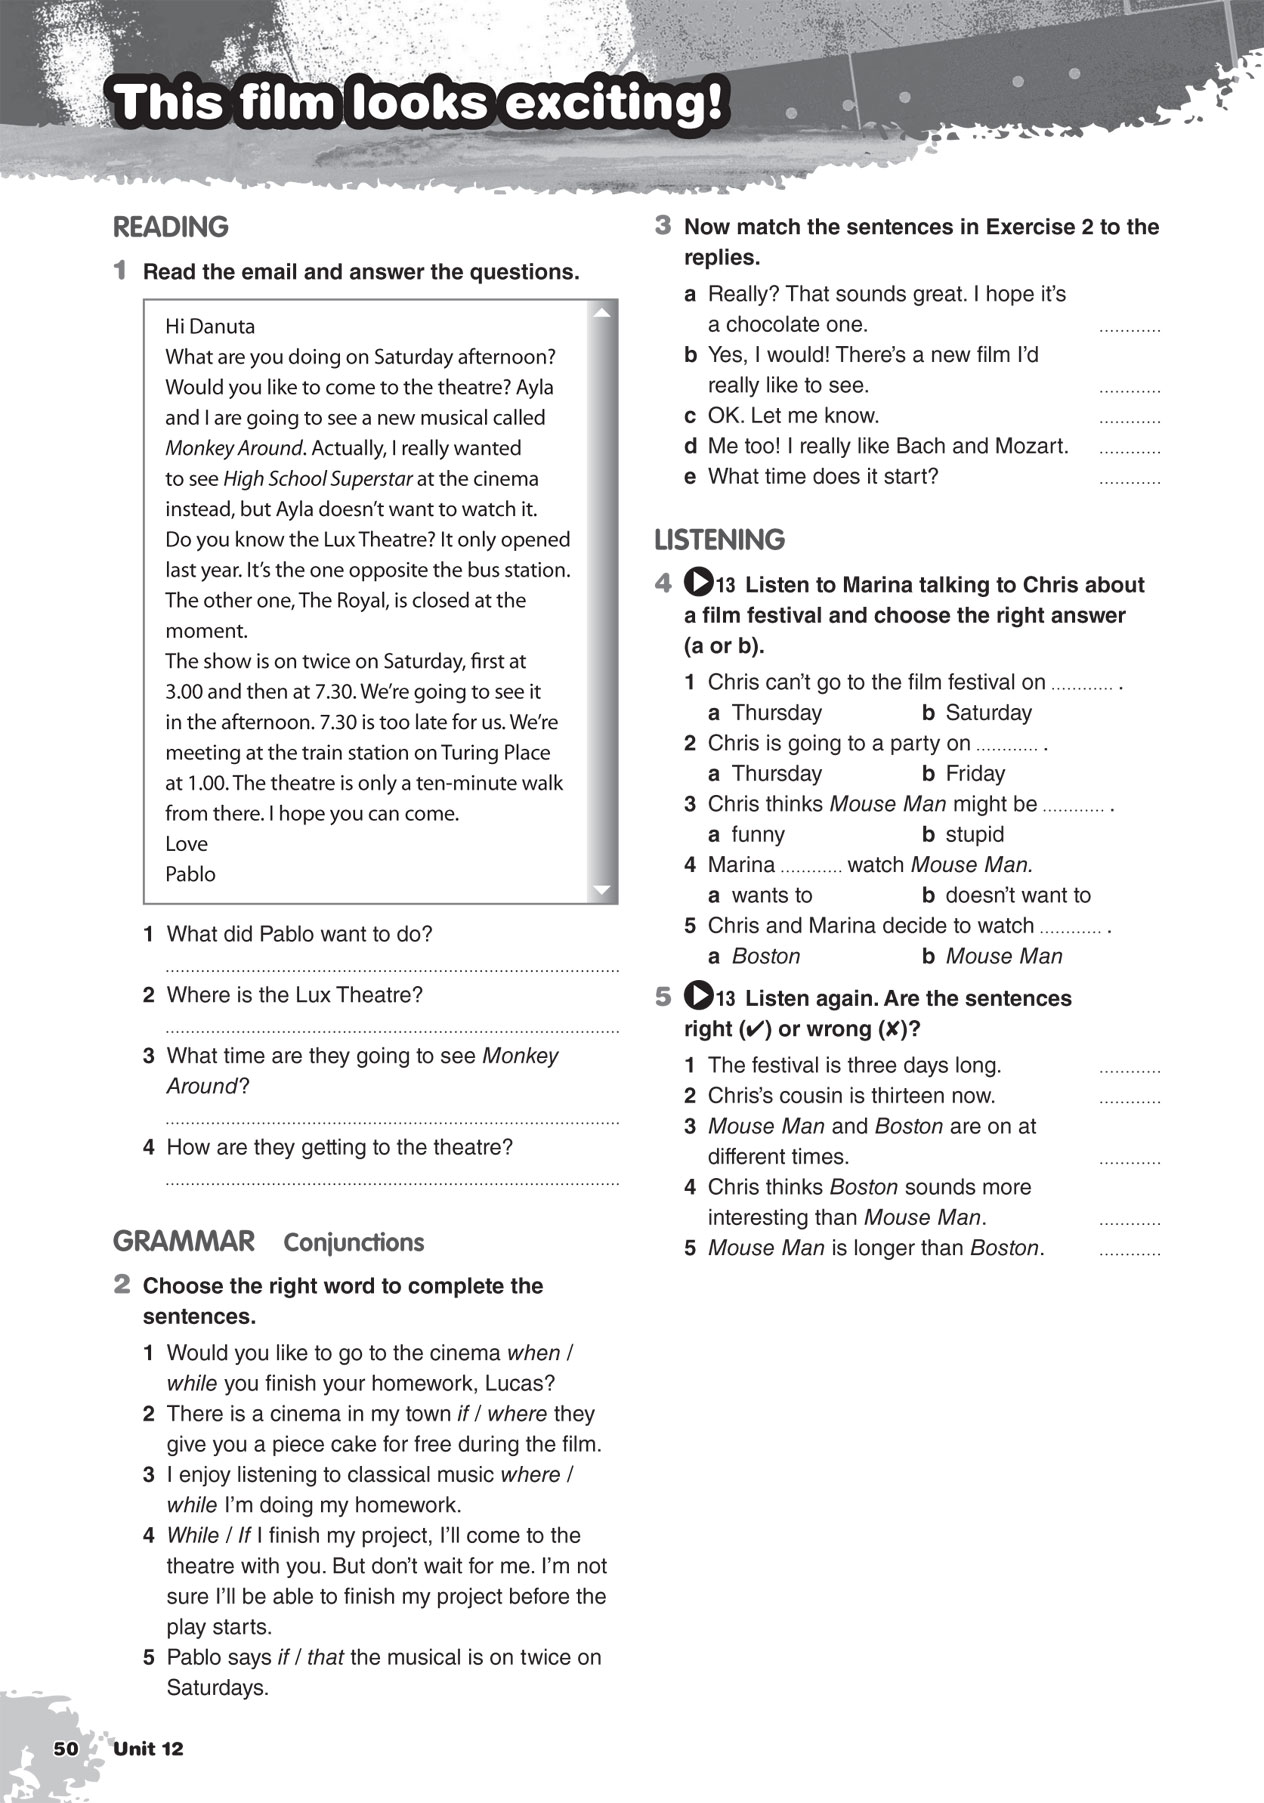 This film looks exciting!
READING
1 Read the email and answer the questions.
Hi Danuta
What are you doing on Saturday afternoon?
Would you like to come to the theatre? Ayla
and I are going to see a new musical called
Monkey Around. Actually, I really wanted
to see High School Superstar at the cinema
instead, but Ayla doesn't want to watch it.
Do you know the Lux Theatre? It only opened
last year. It's the one opposite the bus station.
The other one, The Royal, is closed at the
moment.
The show is on twice on Saturday, first at
3.00 and then at 7.30. We're going to see it
in the afternoon. 7.30 is too late for us. We're
meeting at the train station on Turing Place
at 1.00. The theatre is only a ten-minute walk
from there. I hope you can come.
Love
Pablo
1 What did Pablo want to do?
2 Where is the Lux Theatre?
3 What time are they going to see Monkey
Around?
4 How are they getting to the theatre?
GRAMMAR Conjunctions
2 Choose the right word to complete the
sentences.
1 Would you like to go to the cinema when /
while you finish your homework, Lucas?
2 There is a cinema in my town if / where they
give you a piece cake for free during the film.
3 I enjoy listening to classical music where /
while I'm doing my homework.
4 While / If I finish my project, I'll come to the
theatre with you. But don't wait for me. I'm not
sure I'll be able to finish my project before the
play starts.
5 Pablo says if / that the musical is on twice on
Saturdays.
3 Now match the sentences in Exercise 2 to the
replies.
a Really? That sounds great. I hope it's
a chocolate one. ............
b Yes, I would! There's a new film I'd
really like to see. ............
c OK. Let me know. ............
d Me too! I really like Bach and Mozart. ............
e What time does it start? ............
LISTENING
4 13 Listen to Marina talking to Chris about
a film festival and choose the right answer
(a or b).
1 Chris can't go to the film festival on ............ .
a Thursday b Saturday
2 Chris is going to a party on ............ .
a Thursday b Friday
3 Chris thinks Mouse Man might be ............ .
a funny b stupid
4 Marina ............ watch Mouse Man.
a wants to b doesn't want to
5 Chris and Marina decide to watch ............ .
a Boston b Mouse Man
5 13 Listen again. Are the sentences
right (✔) or wrong (✘)?
1 The festival is three days long. ............
2 Chris's cousin is thirteen now. ............
3 Mouse Man and Boston are on at
different times. ............
4 Chris thinks Boston sounds more
interesting than Mouse Man. ............
5 Mouse Man is longer than Boston. ............
50 Unit 12